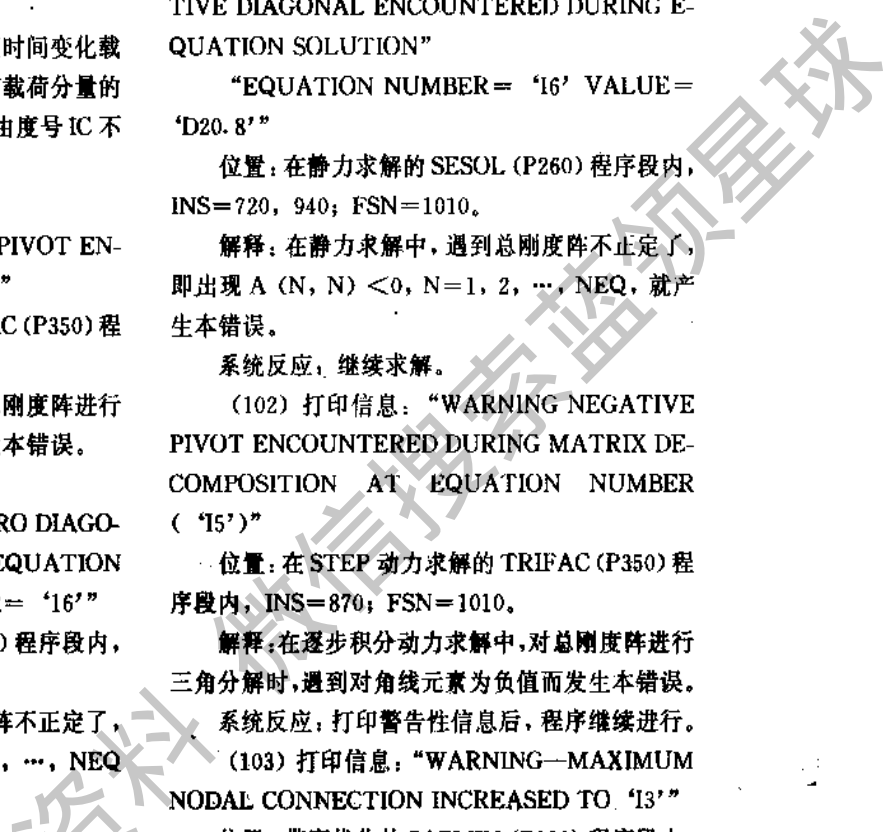 时间变化载
载荷分量的
由度号 IC 不
PIVOT EN-
”
C (P350) 程
刚度阵进行
本错误。
RO DIAGO-
EQUATION
= ‘16’”
) 程序段内,
阵不正定了,
, …, NEQ
TIVE DIAGONAL ENCOUNTERED DURING E-
QUATION SOLUTION”
“EQUATION NUMBER= ‘I6’ VALUE=
‘D20.8’”
位置: 在静力求解的 SESOL (P260) 程序段内,
INS=720, 940; FSN=1010。
解释: 在静力求解中, 遇到总刚度阵不正定了,
即出现 A (N, N) <0, N=1, 2, …, NEQ, 就产
生本错误。
系统反应: 继续求解。
(102) 打印信息: “WARNING NEGATIVE
PIVOT ENCOUNTERED DURING MATRIX DE-
COMPOSITION AT EQUATION NUMBER
( ‘I5’)”
位置: 在 STEP 动力求解的 TRIFAC (P350) 程
序段内, INS=870; FSN=1010。
解释: 在逐步积分动力求解中, 对总刚度阵进行
三角分解时, 遇到对角线元素为负值而发生本错误。
系统反应: 打印警告性信息后, 程序继续进行。
(103) 打印信息: “WARNING—MAXIMUM
NODAL CONNECTION INCREASED TO ‘I3’”
资料 微信搜索蓝领星球